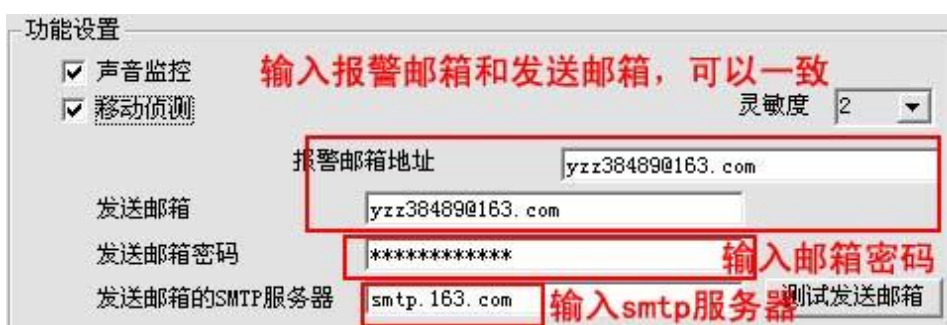 功能设置
声音监控
输入报警邮箱和发送邮箱，可以一致
移动侦测
灵敏度 2
报警邮箱地址 yzz38489@163.com
发送邮箱 yzz38489@163.com
发送邮箱密码 ************
输入邮箱密码
发送邮箱的SMTP服务器 smtp.163.com
输入smtp服务器
测试发送邮箱